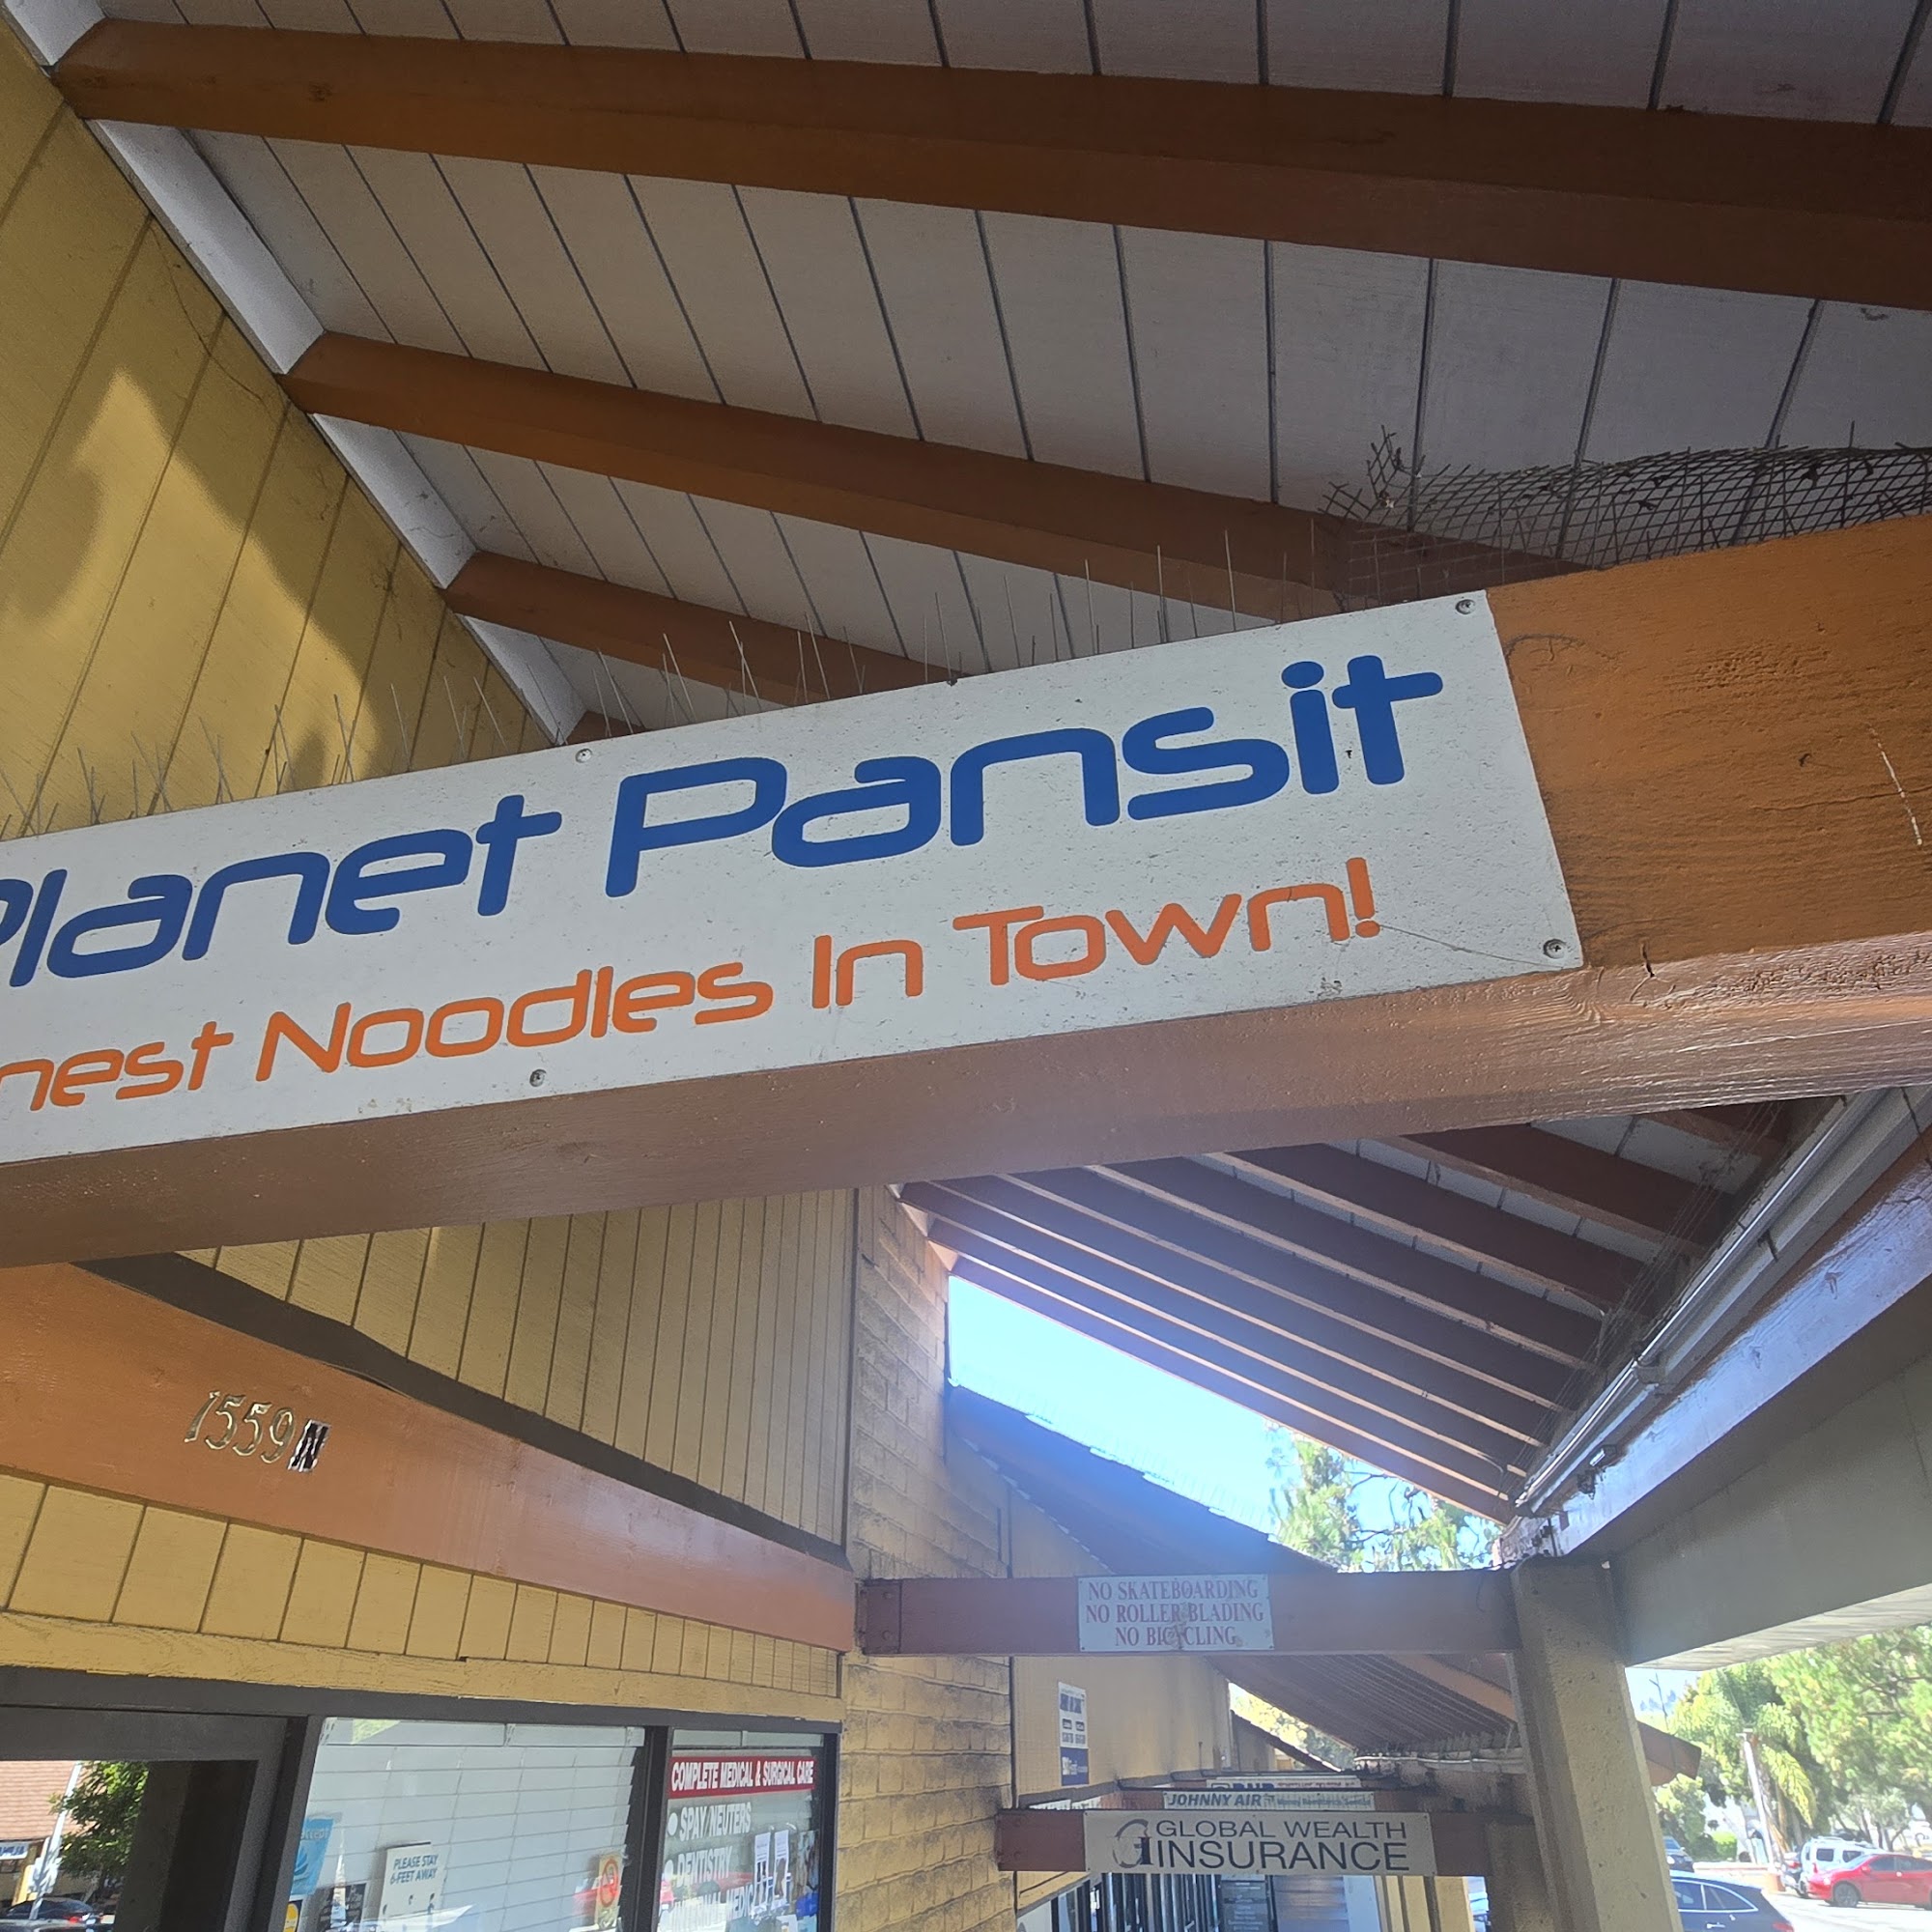 Planet Pansit
nest Noodles In Town!
1559N
NO SKATEBOARDING
NO ROLLER BLADING
NO BICYCLING
COMPLETE MEDICAL & SURGICAL CARE
SPAY/NEUTERS
DENTISTRY
PLEASE STAY
6-FEET AWAY
JOHNNY AIR
GLOBAL WEALTH
INSURANCE